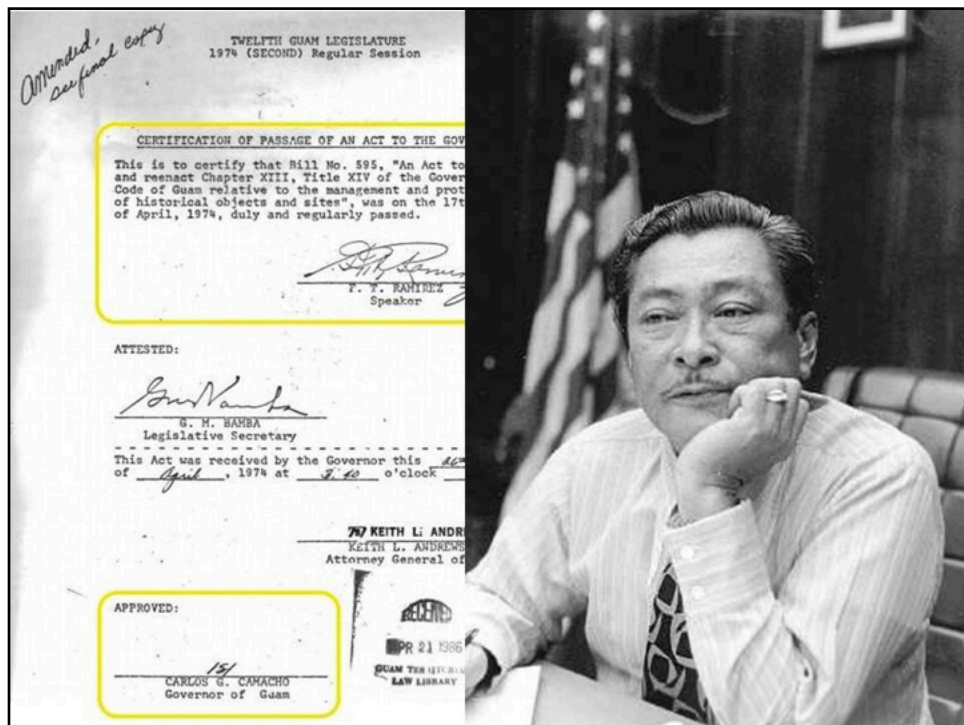 Amended,
see final copy
TWELFTH GUAM LEGISLATURE
1974 (SECOND) Regular Session
CERTIFICATION OF PASSAGE OF AN ACT TO THE GOV
This is to certify that Bill No. 595, "An Act to
and reenact Chapter XIII, Title XIV of the Gover
Code of Guam relative to the management and prot
of historical objects and sites", was on the 17t
of April, 1974, duly and regularly passed.
F. T. RAMIREZ
Speaker
ATTESTED:
G. M. BAMBA
Legislative Secretary
This Act was received by the Governor this
of April, 1974 at 3:40 o'clock
KEITH L. ANDR
KEITH L. ANDREWS
Attorney General of
APPROVED:
/s/
CARLOS G. CAMACHO
Governor of Guam
RECEIVED
APR 21 1986
GUAM TERRITORIAL
LAW LIBRARY